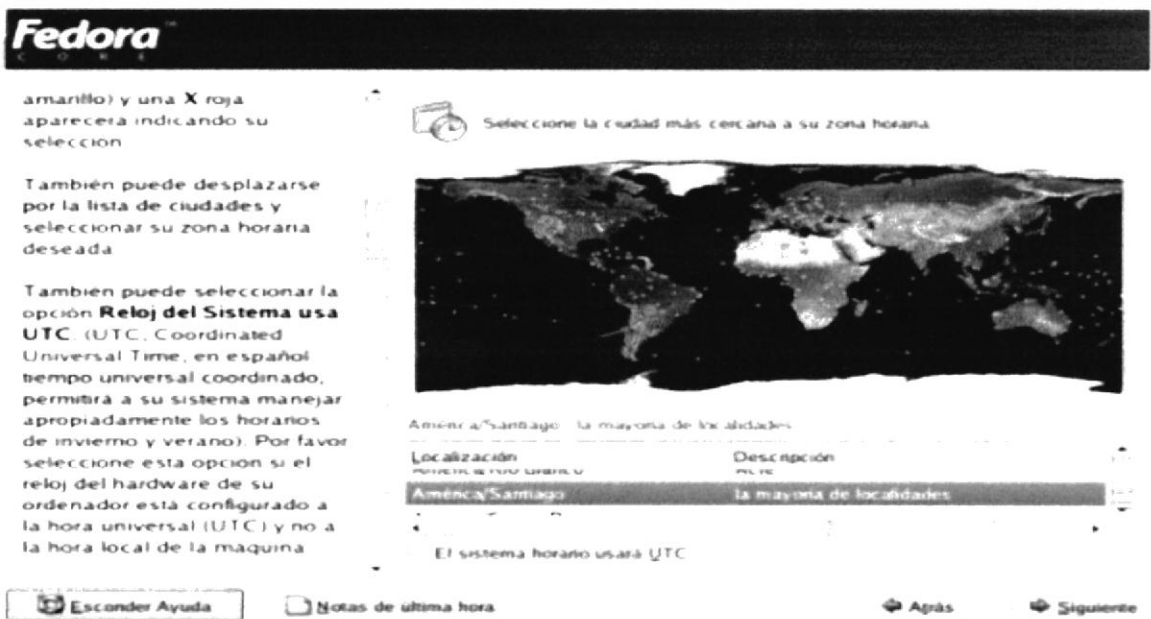 Fedora™
CORE
amarillo) y una X roja
aparecerá indicando su
selección
También puede desplazarse
por la lista de ciudades y
seleccionar su zona horaria
deseada
También puede seleccionar la
opción Reloj del Sistema usa
UTC. (UTC, Coordinated
Universal Time, en español
tiempo universal coordinado,
permitirá a su sistema manejar
apropiadamente los horarios
de invierno y verano). Por favor
seleccione esta opción si el
reloj del hardware de su
ordenador está configurado a
la hora universal (UTC) y no a
la hora local de la maquina
Seleccione la ciudad más cercana a su zona horaria
América/Santiago la mayoría de localidades
Localización Descripción
América/Santiago la mayoría de localidades
El sistema horario usará UTC
Esconder Ayuda
Notas de última hora
Atrás
Siguiente